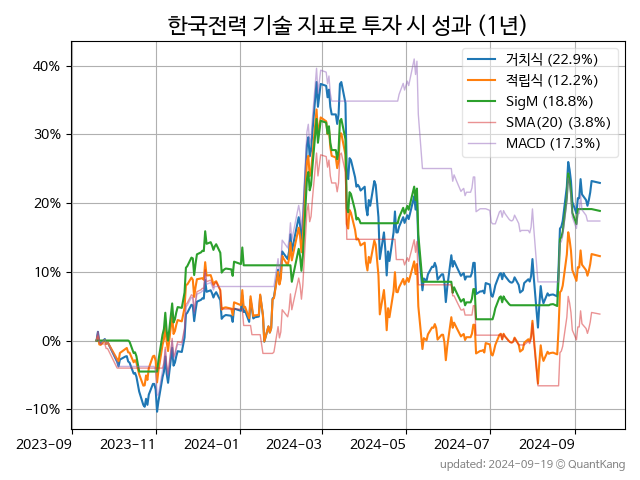 한국전력 기술 지표로 투자 시 성과 (1년)
거치식 (22.9%)
적립식 (12.2%)
SigM (18.8%)
SMA(20) (3.8%)
MACD (17.3%)
40%
30%
20%
10%
0%
−10%
2023-09 2023-11 2024-01 2024-03 2024-05 2024-07 2024-09
updated: 2024-09-19 © QuantKang